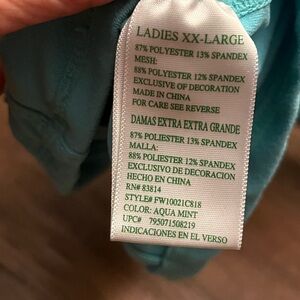 LADIES XX-LARGE
87% POLYESTER 13% SPANDEX
MESH:
88% POLYESTER 12% SPANDEX
EXCLUSIVE OF DECORATION
MADE IN CHINA
FOR CARE SEE REVERSE
DAMAS EXTRA EXTRA GRANDE
87% POLIESTER 13% SPANDEX
MALLA:
88% POLIESTER 12% SPANDEX
EXCLUSIVO DE DECORACION
HECHO EN CHINA
RN# 83814
STYLE# FW10021C818
COLOR: AQUA MINT
UPC# 795071508219
INDICACIONES EN EL VERSO